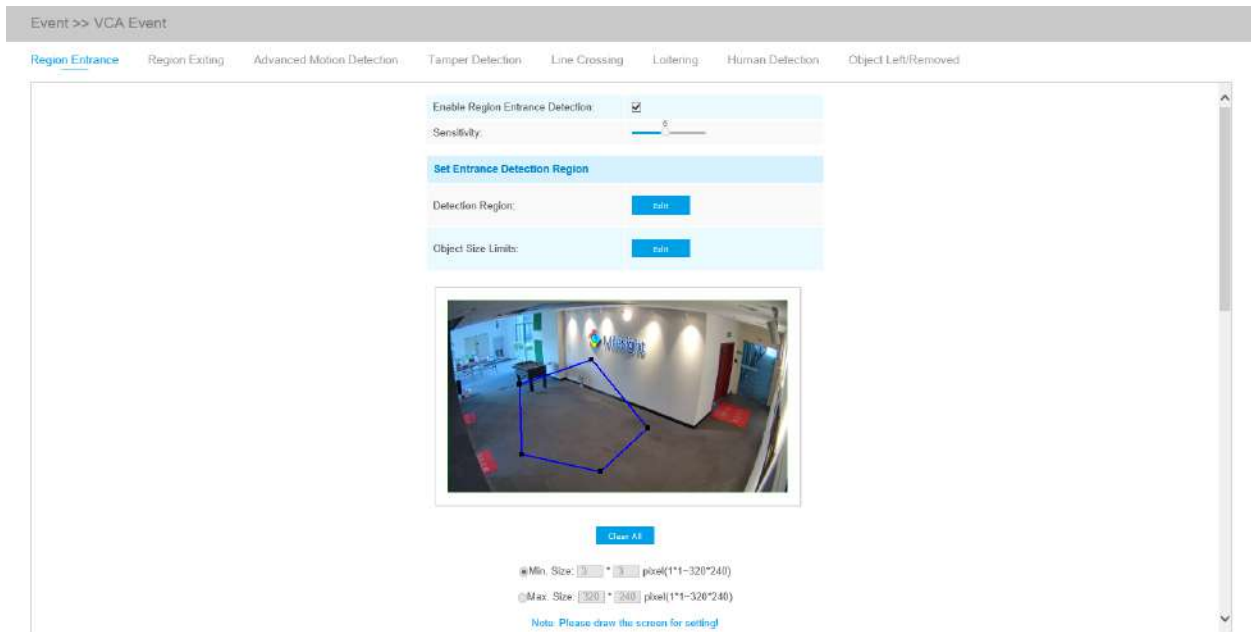 Event >> VCA Event
Region Entrance Region Exiting Advanced Motion Detection Tamper Detection Line Crossing Loitering Human Detection Object Left/Removed
Enable Region Entrance Detection:
Sensitivity:
Set Entrance Detection Region
Detection Region:
Edit
Object Size Limits:
Edit
Milesight
Clear All
Min. Size: 3 * 3 pixel(1*1~320*240)
Max. Size: 320 * 240 pixel(1*1~320*240)
Note: Please draw the screen for setting!